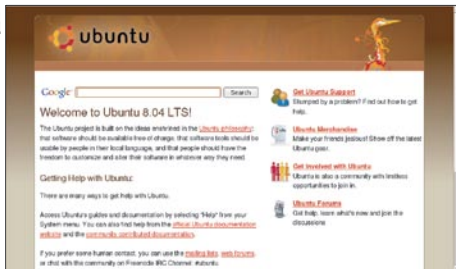 ubuntu
Google
Search
Welcome to Ubuntu 8.04 LTS!
The Ubuntu project is built on the ideas enshrined in the Ubuntu philosophy:
that software should be available free of charge, that software tools should be
usable by people in their local language, and that people should have the
freedom to customize and alter their software in whatever way they need.
Getting Help with Ubuntu:
There are many ways to get help with Ubuntu.
Access Ubuntu's guides and documentation by selecting "Help" from your
System menu. You can also find help from the official Ubuntu documentation
website and the community contributed documentation.
If you prefer some human contact, you can use the mailing lists, web forums,
or chat with the community on Freenode IRC Channel #ubuntu.
Get Ubuntu Support
Stumped by a problem? Find out how to get
help.
Ubuntu Merchandise
Make your friends jealous! Show off the latest
Ubuntu gear.
Get Involved with Ubuntu
Ubuntu is also a community with limitless
opportunities to join in.
Ubuntu Forums
Get help, learn what's new and join the
discussions